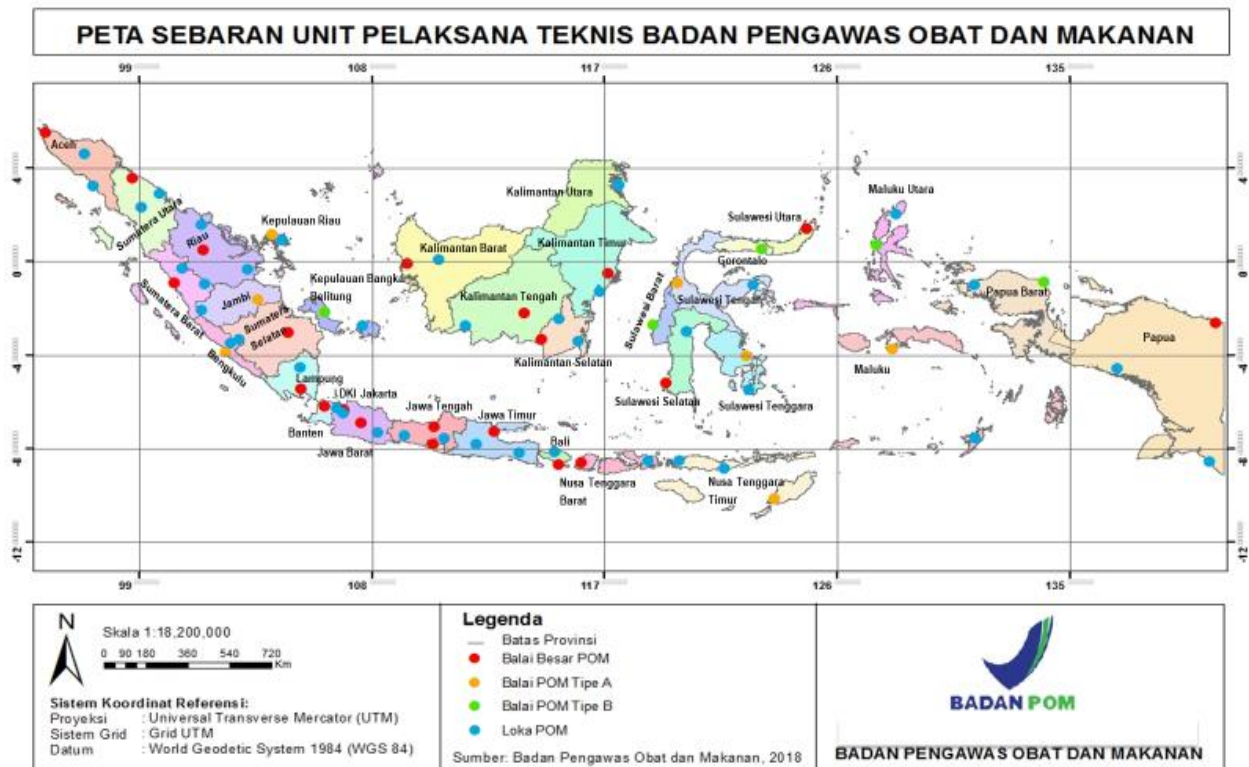 PETA SEBARAN UNIT PELAKSANA TEKNIS BADAN PENGAWAS OBAT DAN MAKANAN
99 108 117 126 135
Aceh
Sumatera Utara
Riau
Kepulauan Riau
Sumatera Barat
Jambi
Kepulauan Bangka
Belitung
Sumatera
Selatan
Bengkulu
Lampung
DKI Jakarta
Banten
Jawa Barat
Jawa Tengah
Jawa Timur
Bali
Nusa Tenggara
Barat
Nusa Tenggara
Timur
Kalimantan Utara
Kalimantan Barat
Kalimantan Timur
Kalimantan Tengah
Kalimantan Selatan
Sulawesi Utara
Gorontalo
Sulawesi Tengah
Sulawesi Barat
Sulawesi Selatan
Sulawesi Tenggara
Maluku Utara
Maluku
Papua Barat
Papua
4 4
0 0
-4 -4
-8 -8
-12 -12
99 108 117 126 135
N
Skala 1:18,200,000
0 90 180 360 540 720
Km
Sistem Koordinat Referensi:
Proyeksi : Universal Transverse Mercator (UTM)
Sistem Grid : Grid UTM
Datum : World Geodetic System 1984 (WGS 84)
Legenda
Batas Provinsi
Balai Besar POM
Balai POM Tipe A
Balai POM Tipe B
Loka POM
Sumber: Badan Pengawas Obat dan Makanan, 2018
BADAN POM
BADAN PENGAWAS OBAT DAN MAKANAN